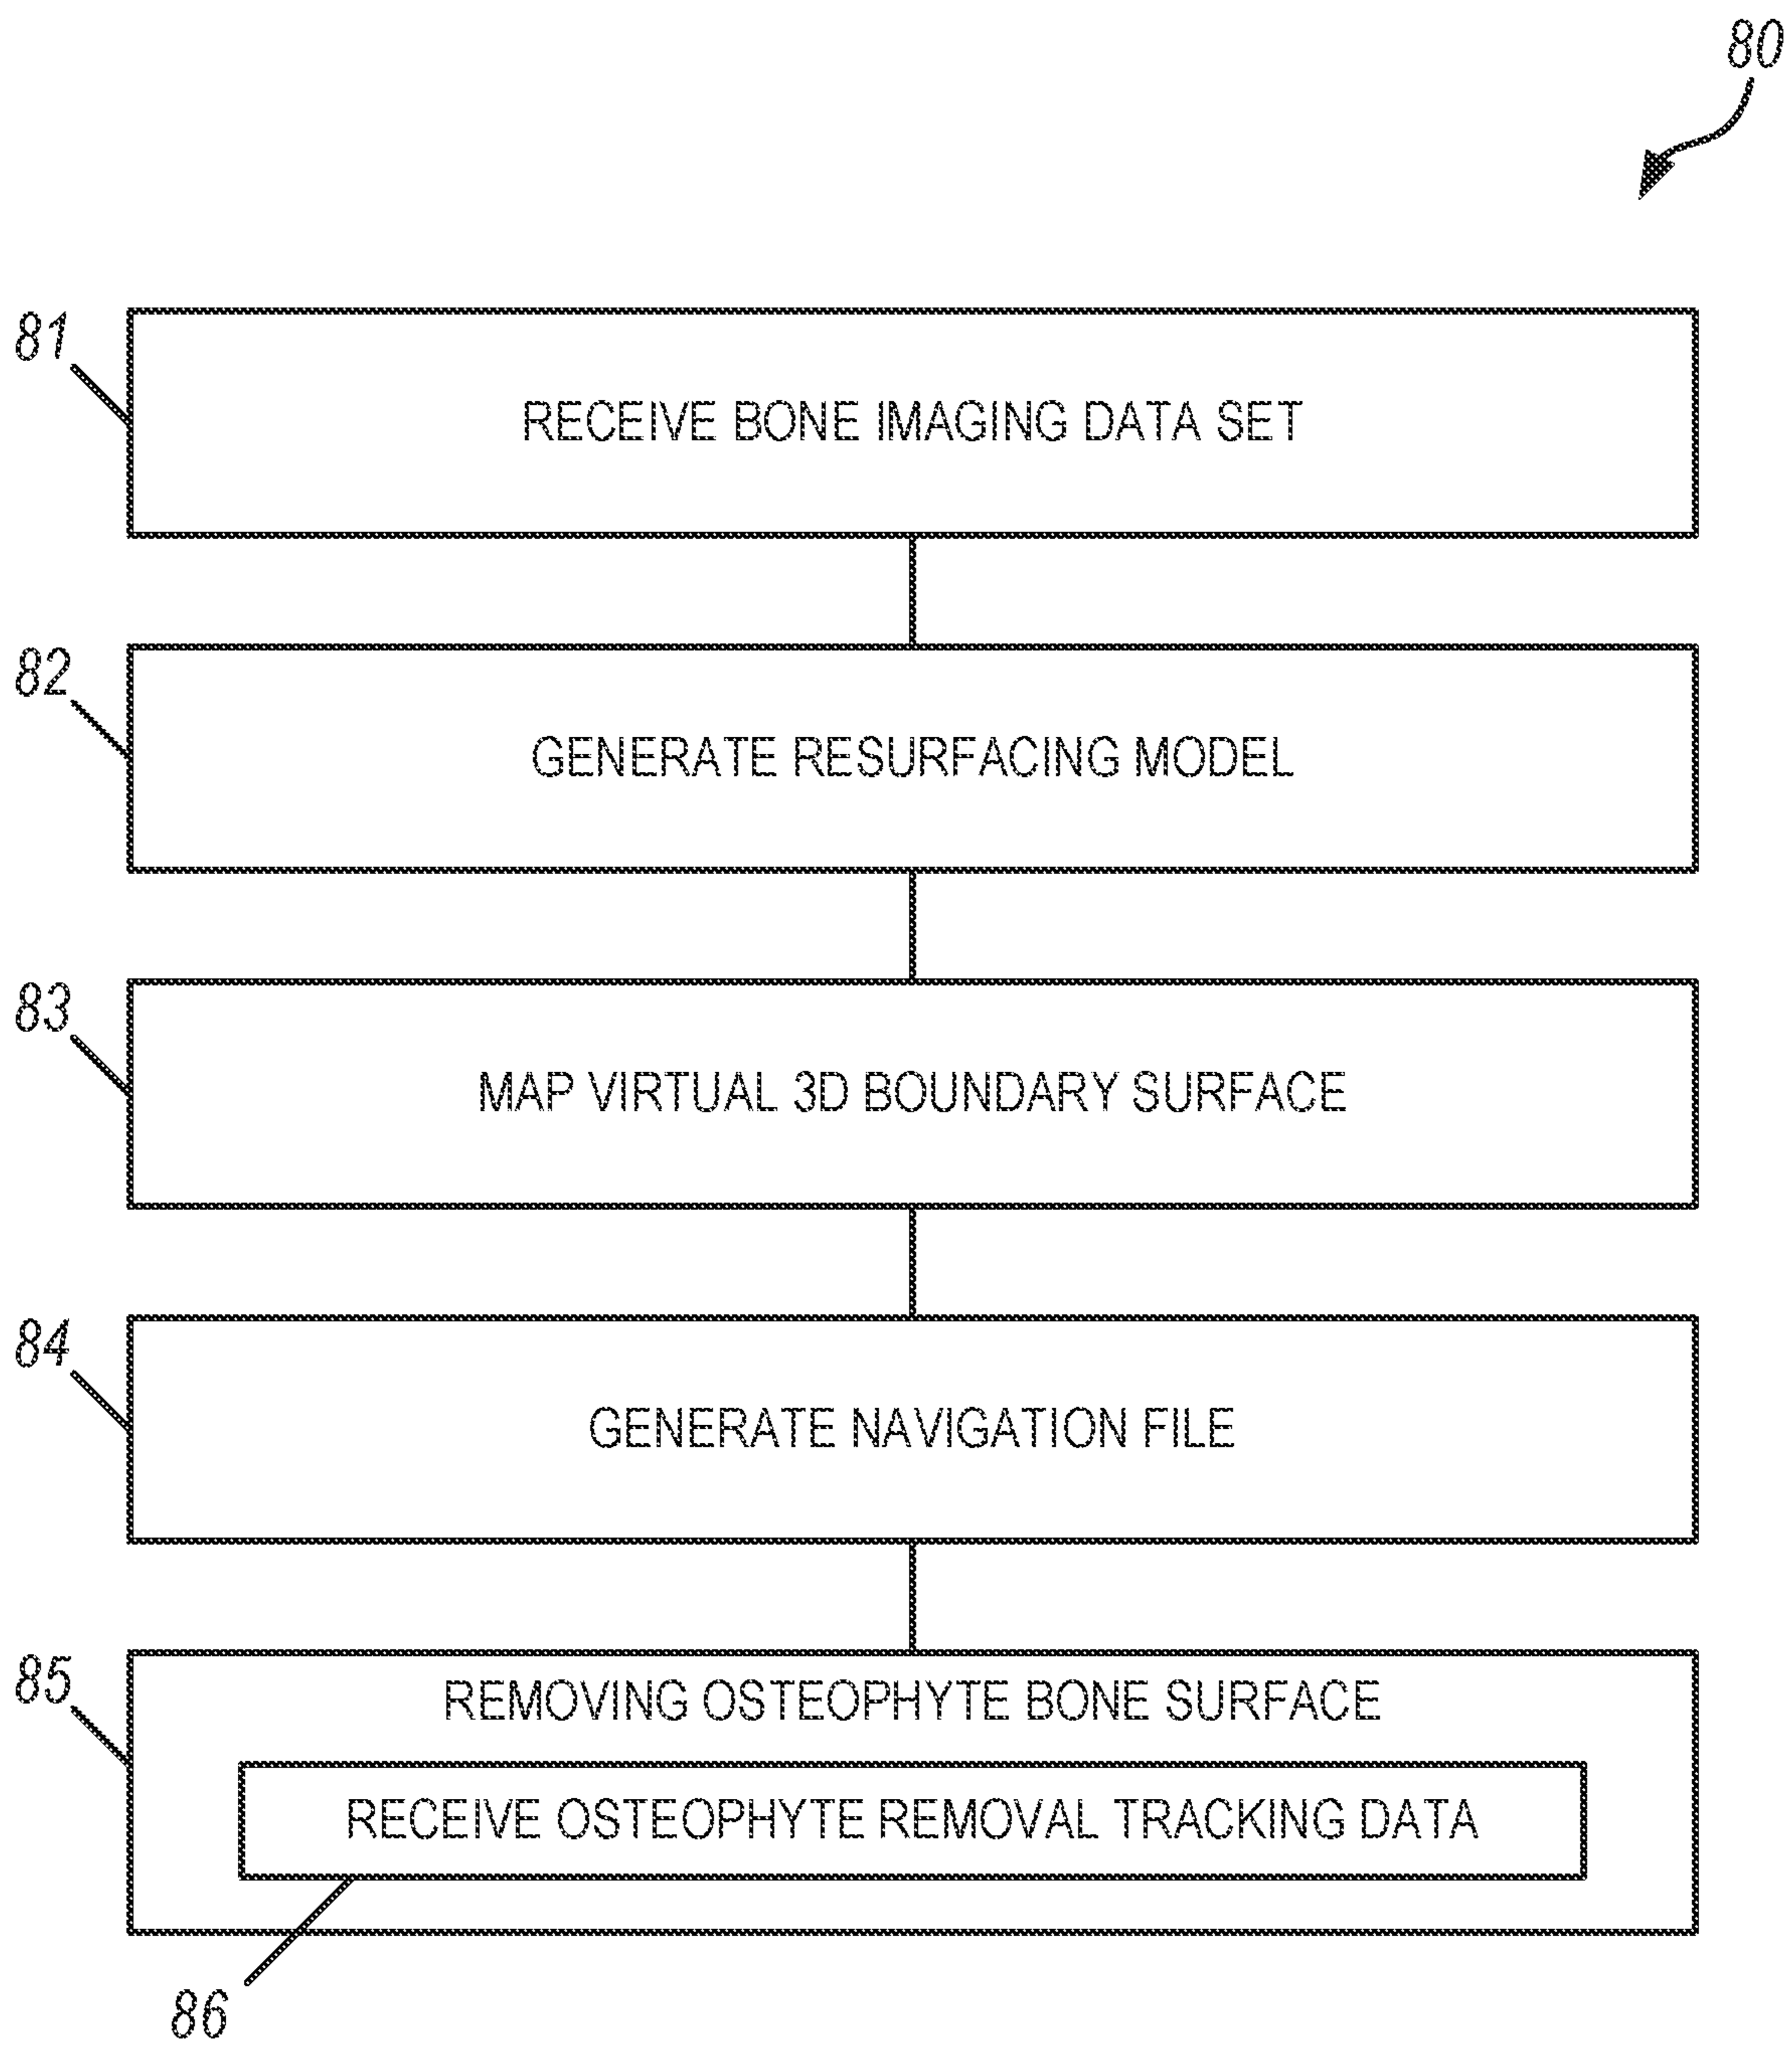 80
81
RECEIVE BONE IMAGING DATA SET
82
GENERATE RESURFACING MODEL
83
MAP VIRTUAL 3D BOUNDARY SURFACE
84
GENERATE NAVIGATION FILE
85
REMOVING OSTEOPHYTE BONE SURFACE
RECEIVE OSTEOPHYTE REMOVAL TRACKING DATA
86